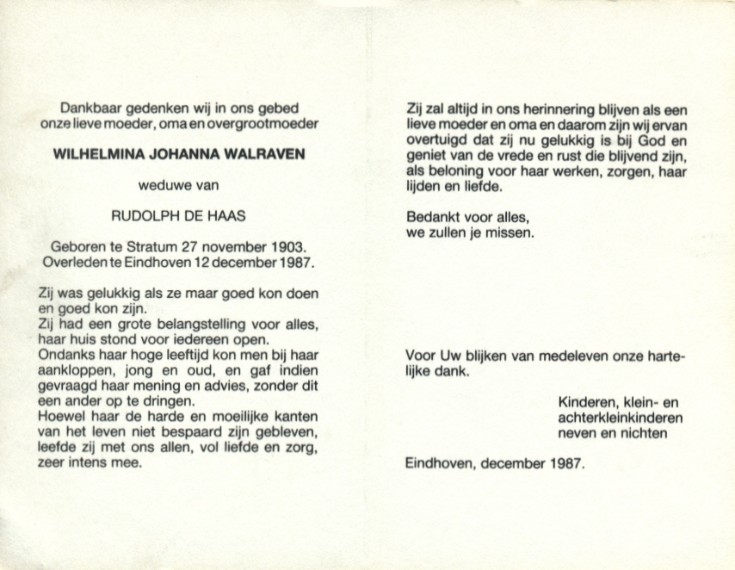 Dankbaar gedenken wij in ons gebed
onze lieve moeder, oma en overgrootmoeder
WILHELMINA JOHANNA WALRAVEN
weduwe van
RUDOLPH DE HAAS
Geboren te Stratum 27 november 1903.
Overleden te Eindhoven 12 december 1987.
Zij was gelukkig als ze maar goed kon doen
en goed kon zijn.
Zij had een grote belangstelling voor alles,
haar huis stond voor iedereen open.
Ondanks haar hoge leeftijd kon men bij haar
aankloppen, jong en oud, en gaf indien
gevraagd haar mening en advies, zonder dit
een ander op te dringen.
Hoewel haar de harde en moeilijke kanten
van het leven niet bespaard zijn gebleven,
leefde zij met ons allen, vol liefde en zorg,
zeer intens mee.
Zij zal altijd in ons herinnering blijven als een
lieve moeder en oma en daarom zijn wij ervan
overtuigd dat zij nu gelukkig is bij God en
geniet van de vrede en rust die blijvend zijn,
als beloning voor haar werken, zorgen, haar
lijden en liefde.
Bedankt voor alles,
we zullen je missen.
Voor Uw blijken van medeleven onze harte-
lijke dank.
Kinderen, klein- en
achterkleinkinderen
neven en nichten
Eindhoven, december 1987.